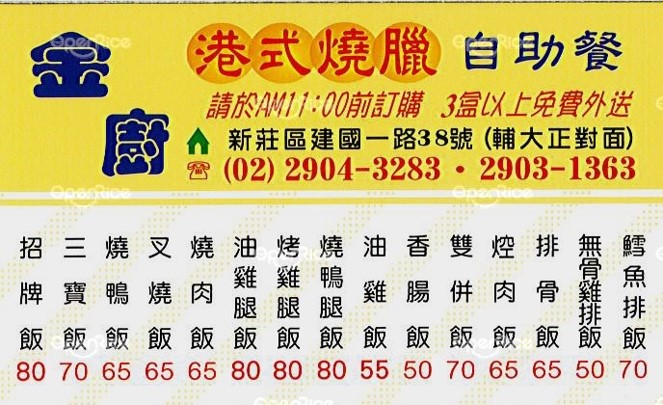 金廚
港式燒臘 自助餐
請於AM11:00前訂購 3盒以上免費外送
新莊區建國一路38號 (輔大正對面)
(02) 2904-3283・2903-1363
招牌飯 80
三寶飯 70
燒鴨飯 65
叉燒飯 65
燒肉飯 65
油雞腿飯 80
烤雞腿飯 80
燒鴨腿飯 80
油雞飯 55
香腸飯 50
雙併飯 70
焢肉飯 65
排骨飯 65
無骨雞排飯 50
鱈魚排飯 70
OpenRice